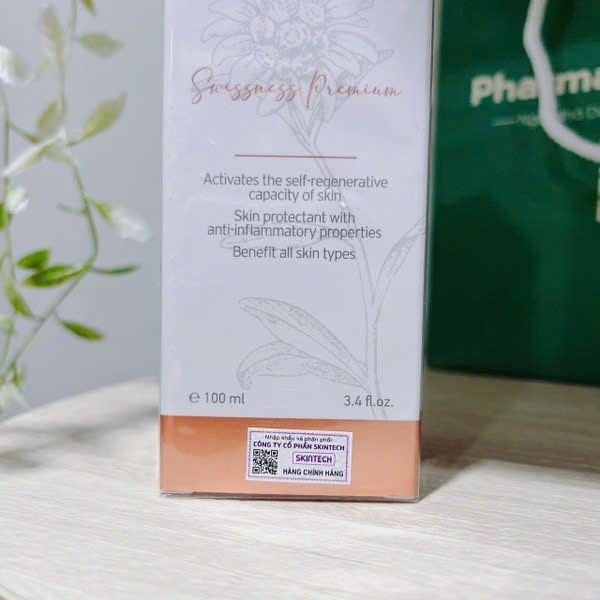 Swissness Premium
Activates the self-regenerative
capacity of skin
Skin protectant with
anti-inflammatory properties
Benefit all skin types
℮ 100 ml
3.4 fl.oz.
Nhập khẩu và phân phối:
CÔNG TY CỔ PHẦN SKINTECH
SKINTECH
HÀNG CHÍNH HÃNG